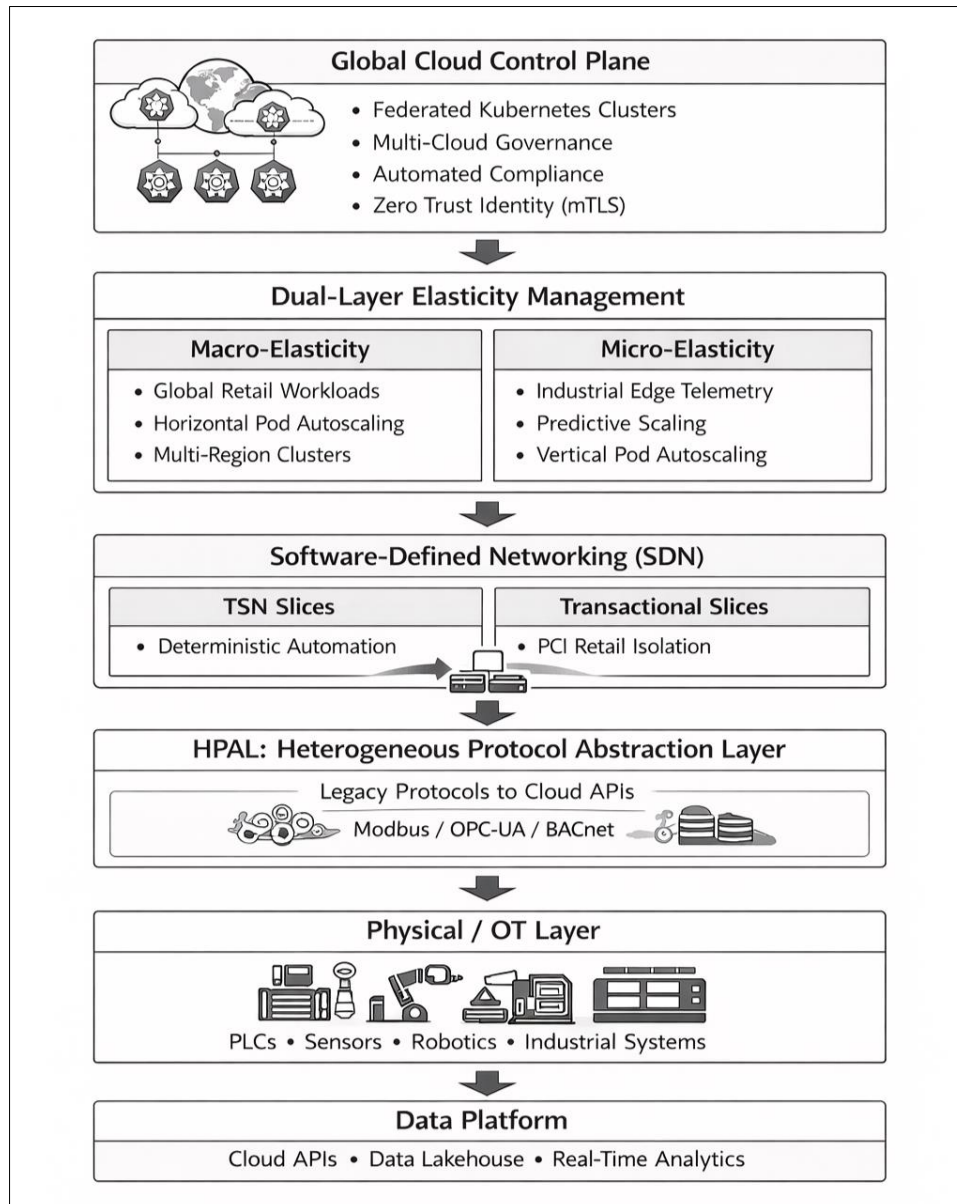 Global Cloud Control Plane
• Federated Kubernetes Clusters
• Multi-Cloud Governance
• Automated Compliance
• Zero Trust Identity (mTLS)
Dual-Layer Elasticity Management
Macro-Elasticity
• Global Retail Workloads
• Horizontal Pod Autoscaling
• Multi-Region Clusters
Micro-Elasticity
• Industrial Edge Telemetry
• Predictive Scaling
• Vertical Pod Autoscaling
Software-Defined Networking (SDN)
TSN Slices
• Deterministic Automation
Transactional Slices
• PCI Retail Isolation
HPAL: Heterogeneous Protocol Abstraction Layer
Legacy Protocols to Cloud APIs
Modbus / OPC-UA / BACnet
Physical / OT Layer
PLCs • Sensors • Robotics • Industrial Systems
Data Platform
Cloud APIs • Data Lakehouse • Real-Time Analytics